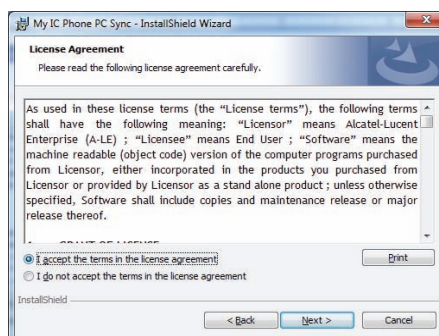 My IC Phone PC Sync - InstallShield Wizard
License Agreement
Please read the following license agreement carefully.
As used in these license terms (the “License terms”), the following terms
shall have the following meaning: “Licensor” means Alcatel-Lucent
Enterprise (A-LE) ; “Licensee” means End User ; “Software” means the
machine readable (object code) version of the computer programs purchased
from Licensor, either incorporated in the products you purchased from
Licensor or provided by Licensor as a stand alone product ; unless otherwise
specified, Software shall include copies and maintenance release or major
release thereof.
GRANT OF LICENSE
I accept the terms in the license agreement
Print
I do not accept the terms in the license agreement
InstallShield
< Back
Next >
Cancel